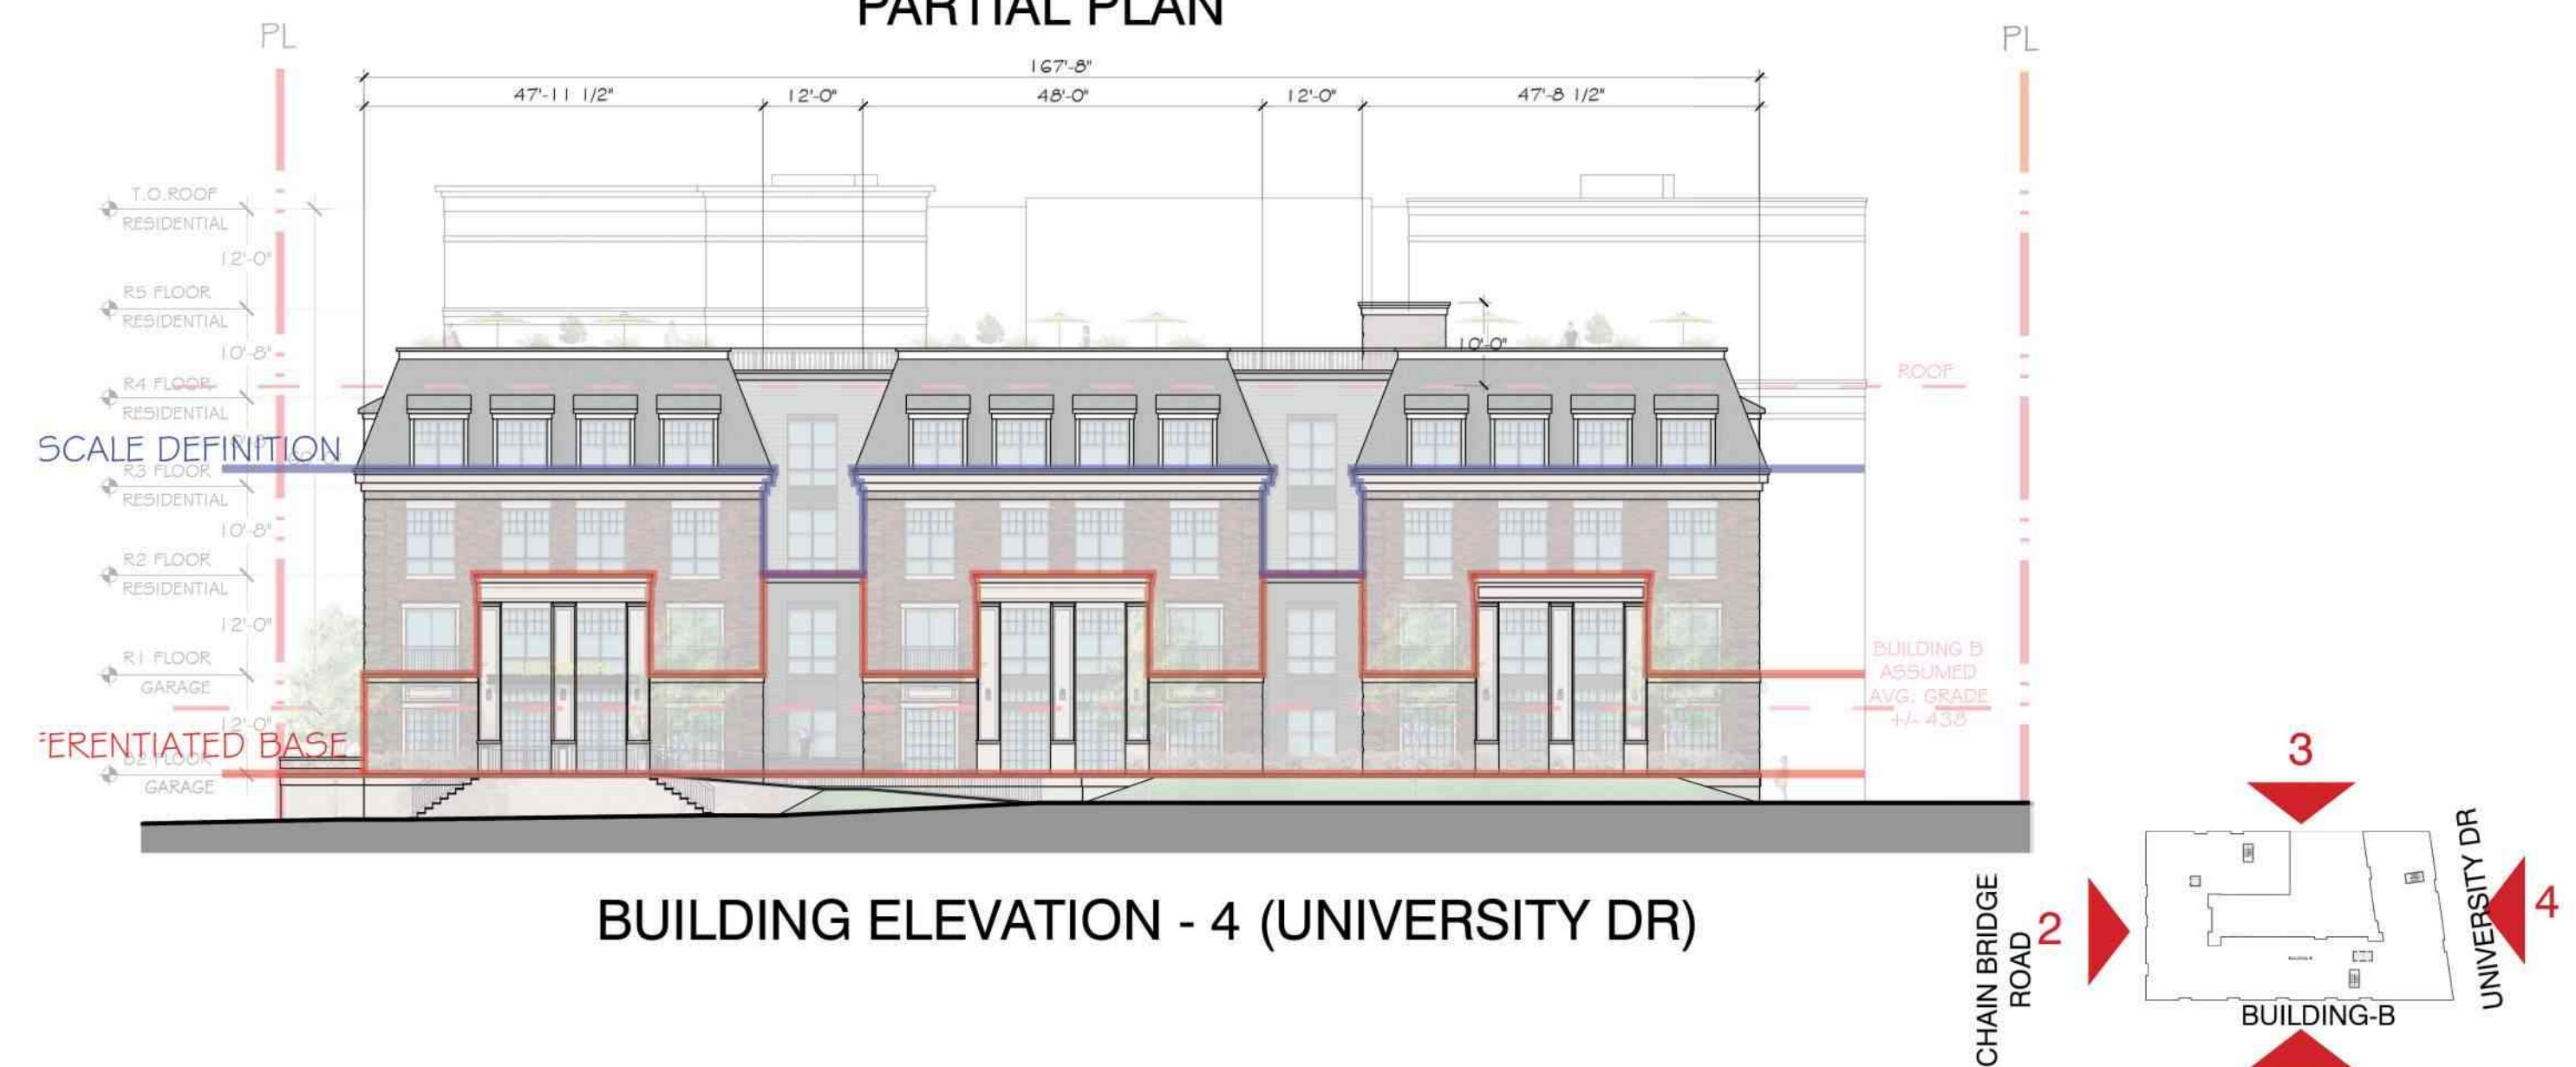 PARTIAL PLAN
PL
PL
167'-8"
47'-11 1/2"
12'-0"
48'-0"
12'-0"
47'-8 1/2"
T.O.ROOF
RESIDENTIAL
12'-0"
R5 FLOOR
RESIDENTIAL
10'-8"
10'-0"
R4 FLOOR
RESIDENTIAL
ROOF
SCALE DEFINITION
R3 FLOOR
RESIDENTIAL
10'-8"
R2 FLOOR
RESIDENTIAL
12'-0"
R1 FLOOR
GARAGE
BUILDING B
ASSUMED
AVG. GRADE
+/- 438
12'-0"
FERENTIATED BASE
FLOOR
GARAGE
BUILDING ELEVATION - 4 (UNIVERSITY DR)
3
CHAIN BRIDGE
ROAD
2
UNIVERSITY DR
4
BUILDING-B